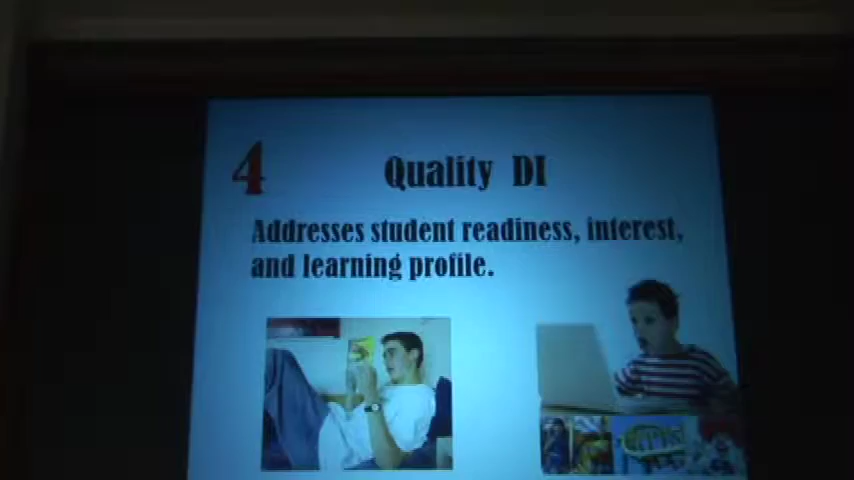 4
Quality DI
Addresses student readiness, interest,
and learning profile.